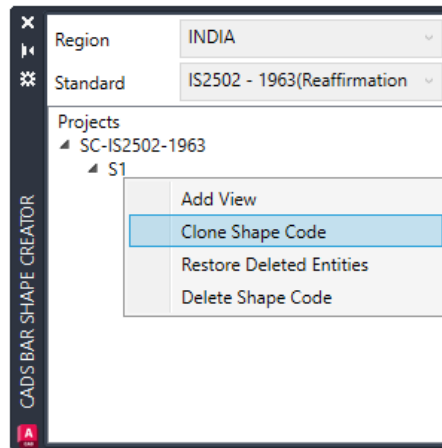 Region
INDIA
Standard
IS2502 - 1963(Reaffirmation
Projects
SC-IS2502-1963
S1
Add View
Clone Shape Code
Restore Deleted Entities
Delete Shape Code
CADS BAR SHAPE CREATOR
A
CAD